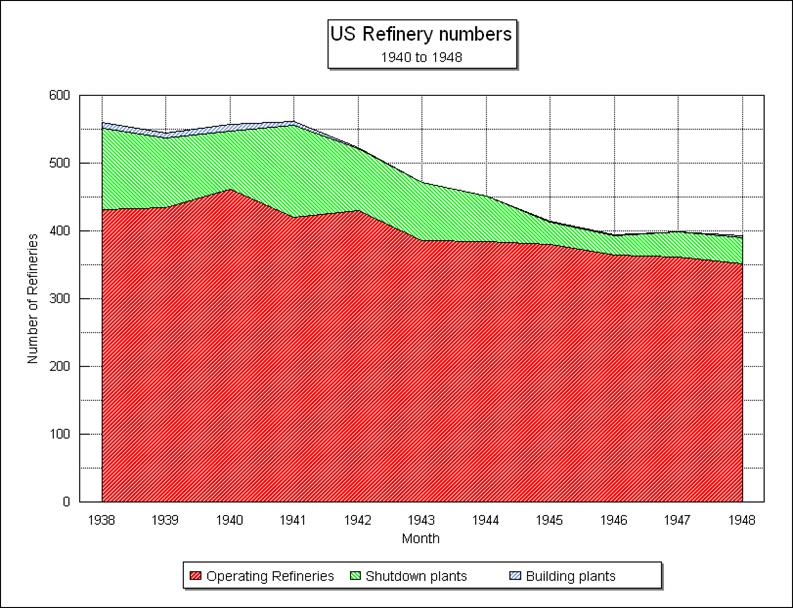 US Refinery numbers
1940 to 1948
600
500
400
300
200
100
0
Number of Refineries
1938 1939 1940 1941 1942 1943 1944 1945 1946 1947 1948
Month
Operating Refineries Shutdown plants Building plants